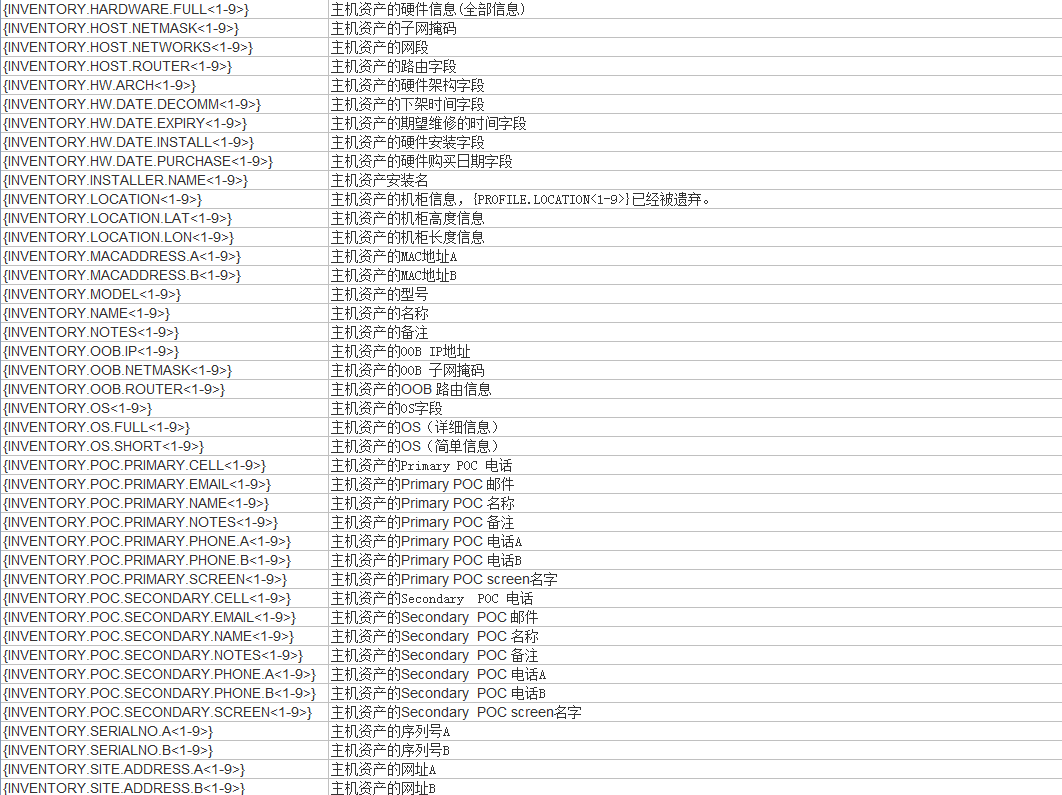 {INVENTORY.HARDWARE.FULL<1-9>} 主机资产的硬件信息(全部信息)
{INVENTORY.HOST.NETMASK<1-9>} 主机资产的子网掩码
{INVENTORY.HOST.NETWORKS<1-9>} 主机资产的网段
{INVENTORY.HOST.ROUTER<1-9>} 主机资产的路由字段
{INVENTORY.HW.ARCH<1-9>} 主机资产的硬件架构字段
{INVENTORY.HW.DATE.DECOMM<1-9>} 主机资产的下架时间字段
{INVENTORY.HW.DATE.EXPIRY<1-9>} 主机资产的期望维修的时间字段
{INVENTORY.HW.DATE.INSTALL<1-9>} 主机资产的硬件安装字段
{INVENTORY.HW.DATE.PURCHASE<1-9>} 主机资产的硬件购买日期字段
{INVENTORY.INSTALLER.NAME<1-9>} 主机资产安装名
{INVENTORY.LOCATION<1-9>} 主机资产的机柜信息，{PROFILE.LOCATION<1-9>}已经被遗弃。
{INVENTORY.LOCATION.LAT<1-9>} 主机资产的机柜高度信息
{INVENTORY.LOCATION.LON<1-9>} 主机资产的机柜长度信息
{INVENTORY.MACADDRESS.A<1-9>} 主机资产的MAC地址A
{INVENTORY.MACADDRESS.B<1-9>} 主机资产的MAC地址B
{INVENTORY.MODEL<1-9>} 主机资产的型号
{INVENTORY.NAME<1-9>} 主机资产的名称
{INVENTORY.NOTES<1-9>} 主机资产的备注
{INVENTORY.OOB.IP<1-9>} 主机资产的OOB IP地址
{INVENTORY.OOB.NETMASK<1-9>} 主机资产的OOB 子网掩码
{INVENTORY.OOB.ROUTER<1-9>} 主机资产的OOB 路由信息
{INVENTORY.OS<1-9>} 主机资产的OS字段
{INVENTORY.OS.FULL<1-9>} 主机资产的OS（详细信息）
{INVENTORY.OS.SHORT<1-9>} 主机资产的OS（简单信息）
{INVENTORY.POC.PRIMARY.CELL<1-9>} 主机资产的Primary POC 电话
{INVENTORY.POC.PRIMARY.EMAIL<1-9>} 主机资产的Primary POC 邮件
{INVENTORY.POC.PRIMARY.NAME<1-9>} 主机资产的Primary POC 名称
{INVENTORY.POC.PRIMARY.NOTES<1-9>} 主机资产的Primary POC 备注
{INVENTORY.POC.PRIMARY.PHONE.A<1-9>} 主机资产的Primary POC 电话A
{INVENTORY.POC.PRIMARY.PHONE.B<1-9>} 主机资产的Primary POC 电话B
{INVENTORY.POC.PRIMARY.SCREEN<1-9>} 主机资产的Primary POC screen名字
{INVENTORY.POC.SECONDARY.CELL<1-9>} 主机资产的Secondary  POC 电话
{INVENTORY.POC.SECONDARY.EMAIL<1-9>} 主机资产的Secondary  POC 邮件
{INVENTORY.POC.SECONDARY.NAME<1-9>} 主机资产的Secondary  POC 名称
{INVENTORY.POC.SECONDARY.NOTES<1-9>} 主机资产的Secondary  POC 备注
{INVENTORY.POC.SECONDARY.PHONE.A<1-9>} 主机资产的Secondary  POC 电话A
{INVENTORY.POC.SECONDARY.PHONE.B<1-9>} 主机资产的Secondary  POC 电话B
{INVENTORY.POC.SECONDARY.SCREEN<1-9>} 主机资产的Secondary  POC screen名字
{INVENTORY.SERIALNO.A<1-9>} 主机资产的序列号A
{INVENTORY.SERIALNO.B<1-9>} 主机资产的序列号B
{INVENTORY.SITE.ADDRESS.A<1-9>} 主机资产的网址A
{INVENTORY.SITE.ADDRESS.B<1-9>} 主机资产的网址B